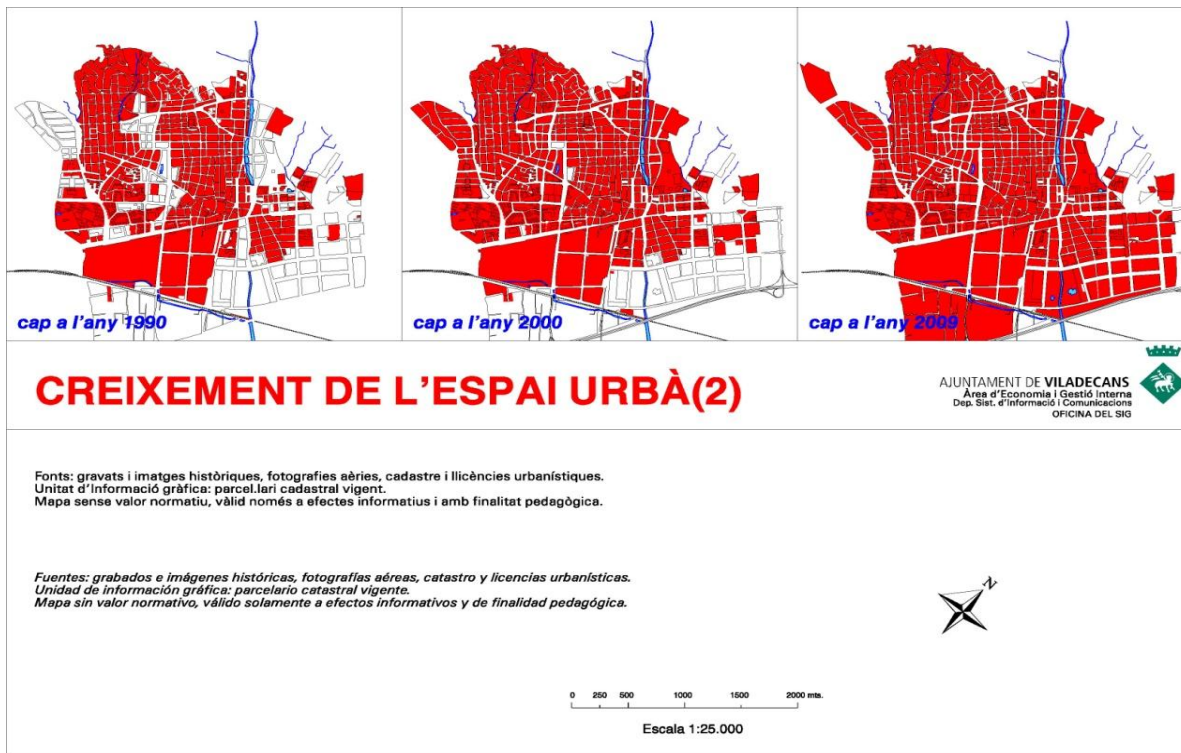 cap a l'any 1990
cap a l'any 2000
cap a l'any 2009
CREIXEMENT DE L'ESPAI URBÀ(2)
AJUNTAMENT DE VILADECANS
Àrea d'Economia i Gestió Interna
Dep. Sist. d'Informació i Comunicacions
OFICINA DEL SIG
Fonts: gravats i imatges històriques, fotografies aèries, cadastre i llicències urbanístiques.
Unitat d'Informació gràfica: parcel.lari cadastral vigent.
Mapa sense valor normatiu, vàlid només a efectes informatius i amb finalitat pedagògica.
Fuentes: grabados e imágenes históricas, fotografías aéreas, catastro y licencias urbanísticas.
Unidad de información gráfica: parcelario catastral vigente.
Mapa sin valor normativo, válido solamente a efectos informativos y de finalidad pedagógica.
N
0 250 500 1000 1500 2000 mts.
Escala 1:25.000